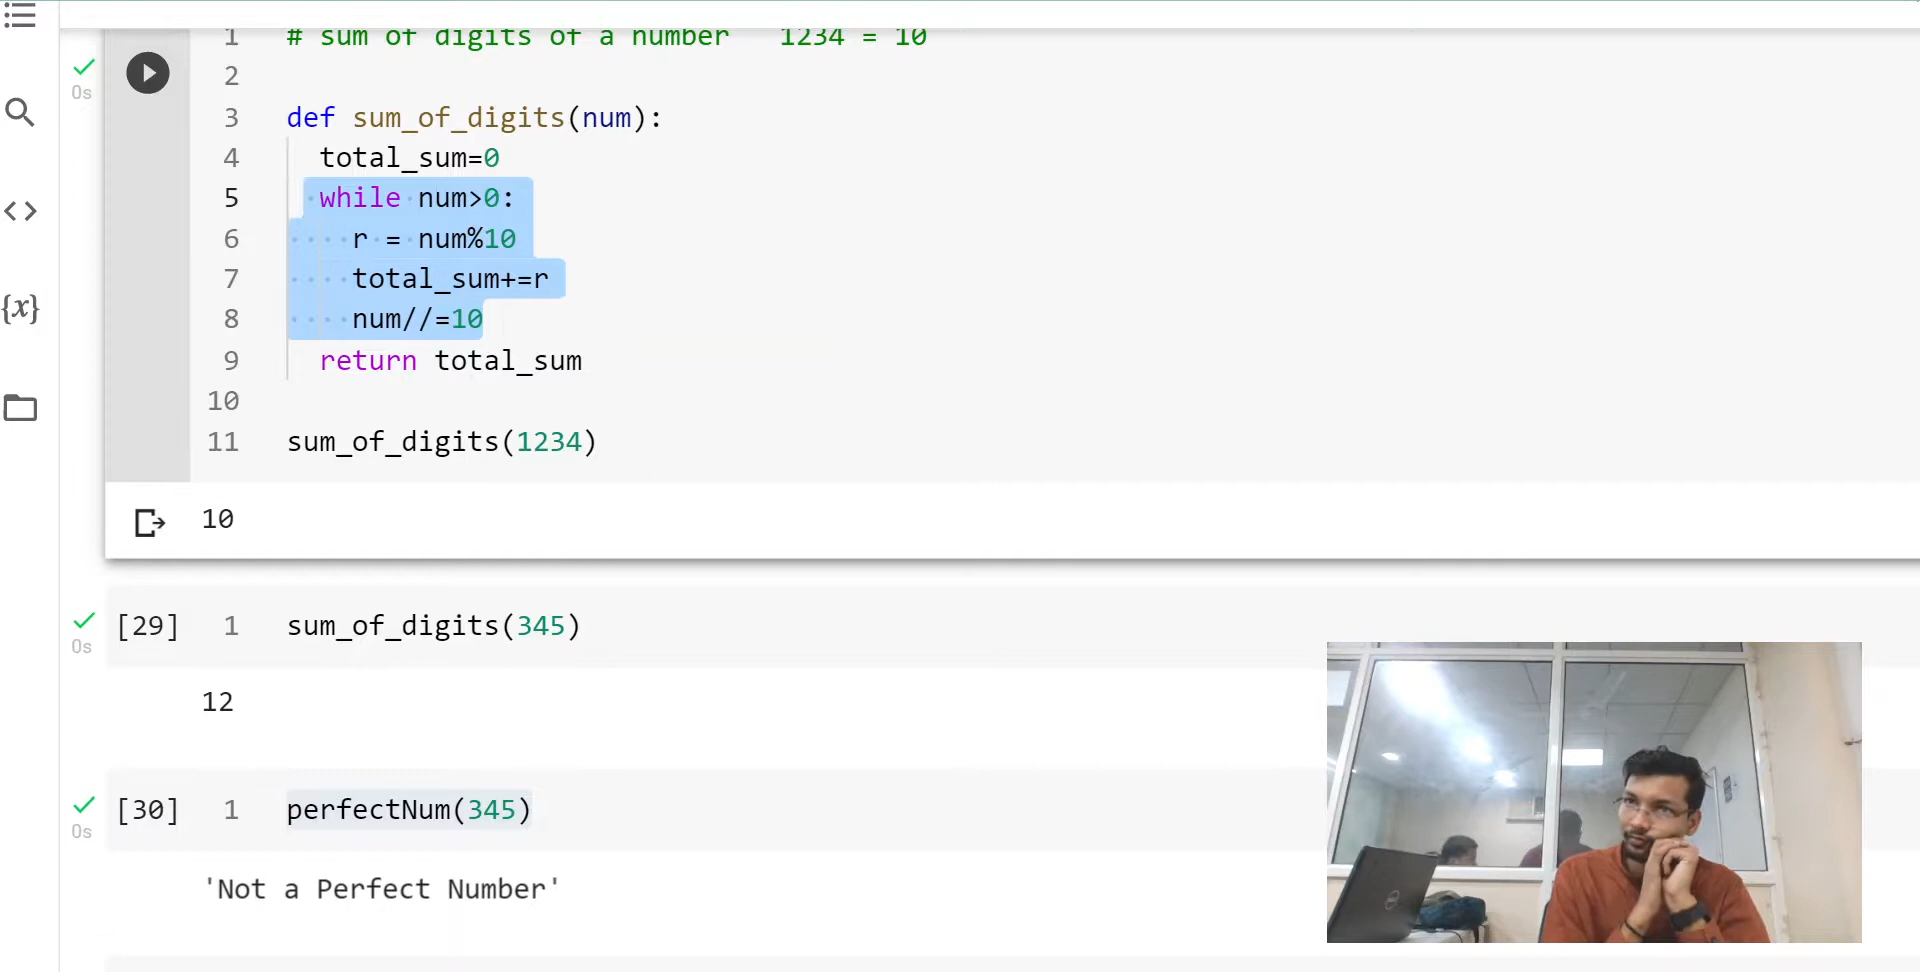 1 # sum of digits of a number 1234 = 10
0s
2
3 def sum_of_digits(num):
4 total_sum=0
5 while num>0:
6 r = num%10
7 total_sum+=r
8 num//=10
9 return total_sum
10
11 sum_of_digits(1234)
{x}
10
[29] 1 sum_of_digits(345)
0s
12
[30] 1 perfectNum(345)
0s
'Not a Perfect Number'